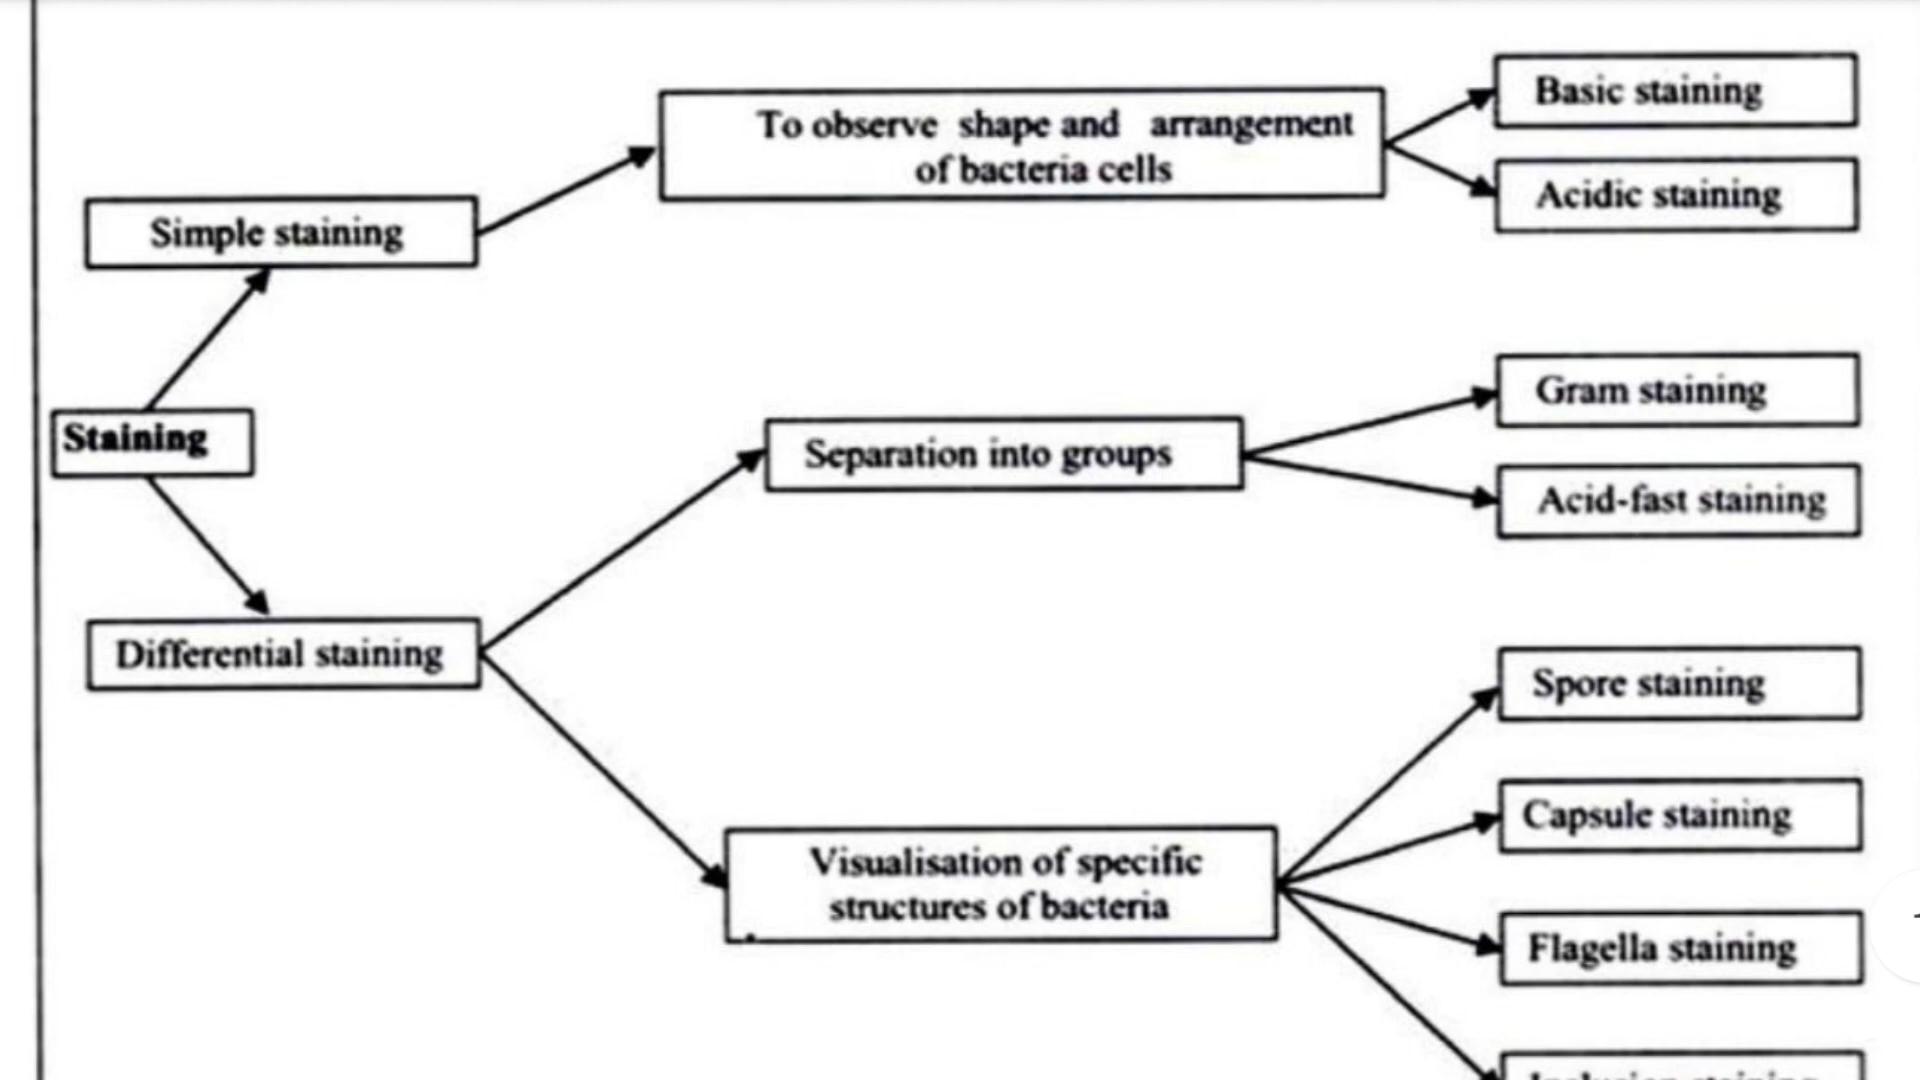 Basic staining
To observe shape and arrangement
of bacteria cells
Acidic staining
Simple staining
Gram staining
Staining
Separation into groups
Acid-fast staining
Differential staining
Spore staining
Capsule staining
Visualisation of specific
structures of bacteria
Flagella staining